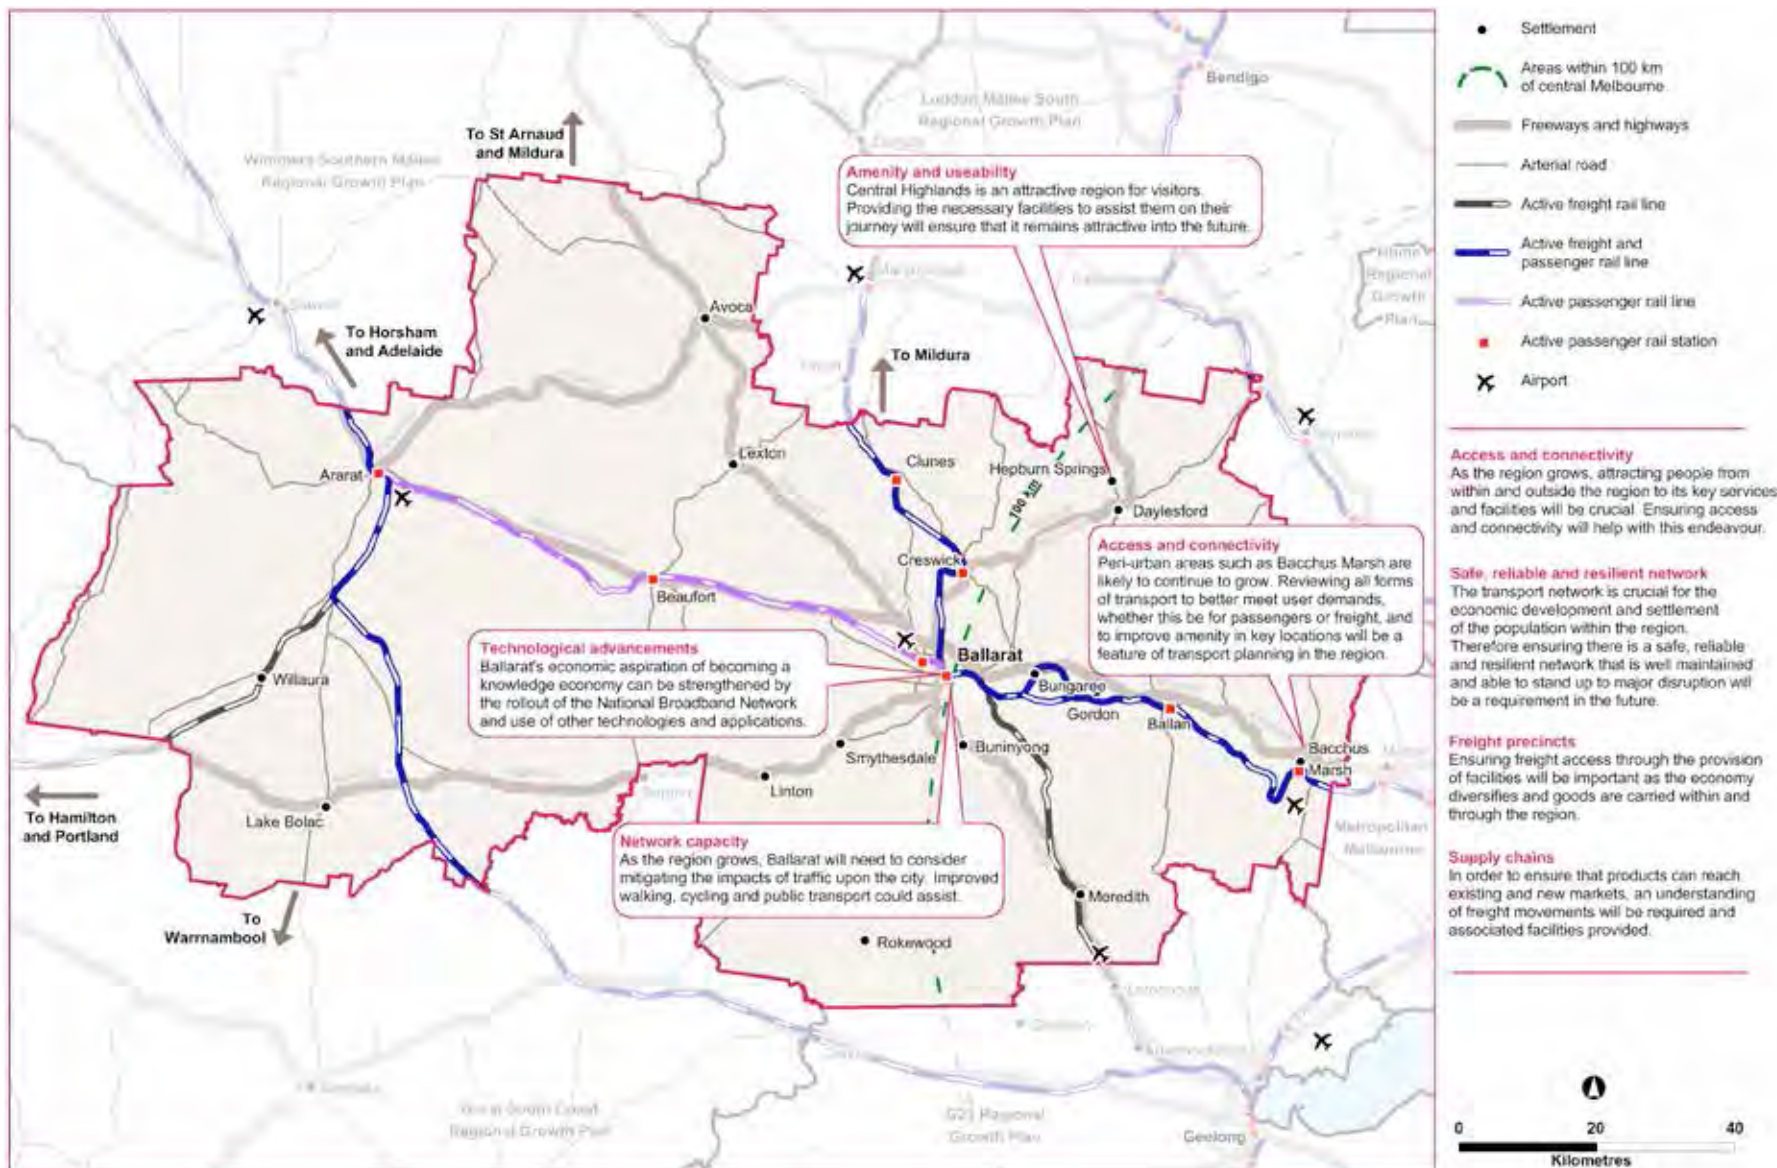 Bendigo
Loddon Mallee South
Regional Growth Plan
To St Arnaud
and Mildura
Wimmera Southern Mallee
Regional Growth Plan
Amenity and useability
Central Highlands is an attractive region for visitors.
Providing the necessary facilities to assist them on their
journey will ensure that it remains attractive into the future.
Hume
Regional
Growth
Plan
To Horsham
and Adelaide
Avoca
To Mildura
Ararat
Lexton
Clunes
Hepburn Springs
100 km
Daylesford
Creswick
Beaufort
Access and connectivity
Peri-urban areas such as Bacchus Marsh are
likely to continue to grow. Reviewing all forms
of transport to better meet user demands,
whether this be for passengers or freight, and
to improve amenity in key locations will be a
feature of transport planning in the region.
Technological advancements
Ballarat's economic aspiration of becoming a
knowledge economy can be strengthened by
the rollout of the National Broadband Network
and use of other technologies and applications.
Ballarat
Willaura
Bungaree
Gordon
Ballan
Smythesdale
Buninyong
Bacchus
Marsh
Linton
Lake Bolac
To Hamilton
and Portland
Metropolitan
Melbourne
Network capacity
As the region grows, Ballarat will need to consider
mitigating the impacts of traffic upon the city. Improved
walking, cycling and public transport could assist.
Meredith
To
Warrnambool
Rokewood
Great South Coast
Regional Growth Plan
G21 Regional
Growth Plan
Geelong
Settlement
Areas within 100 km
of central Melbourne
Freeways and highways
Arterial road
Active freight rail line
Active freight and
passenger rail line
Active passenger rail line
Active passenger rail station
Airport
Access and connectivity
As the region grows, attracting people from
within and outside the region to its key services
and facilities will be crucial. Ensuring access
and connectivity will help with this endeavour.
Safe, reliable and resilient network
The transport network is crucial for the
economic development and settlement
of the population within the region.
Therefore ensuring there is a safe, reliable
and resilient network that is well maintained
and able to stand up to major disruption will
be a requirement in the future.
Freight precincts
Ensuring freight access through the provision
of facilities will be important as the economy
diversifies and goods are carried within and
through the region.
Supply chains
In order to ensure that products can reach
existing and new markets, an understanding
of freight movements will be required and
associated facilities provided.
0 20 40
Kilometres